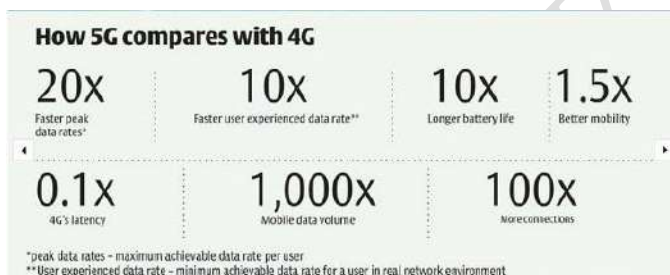 How 5G compares with 4G
20x
Faster peak
data rates*
10x
Faster user experienced data rate**
10x
Longer battery life
1.5x
Better mobility
0.1x
4G's latency
1,000x
Mobile data volume
100x
More connections
*peak data rates – maximum achievable data rate per user
**User experienced data rate – minimum achievable data rate for a user in real network environment